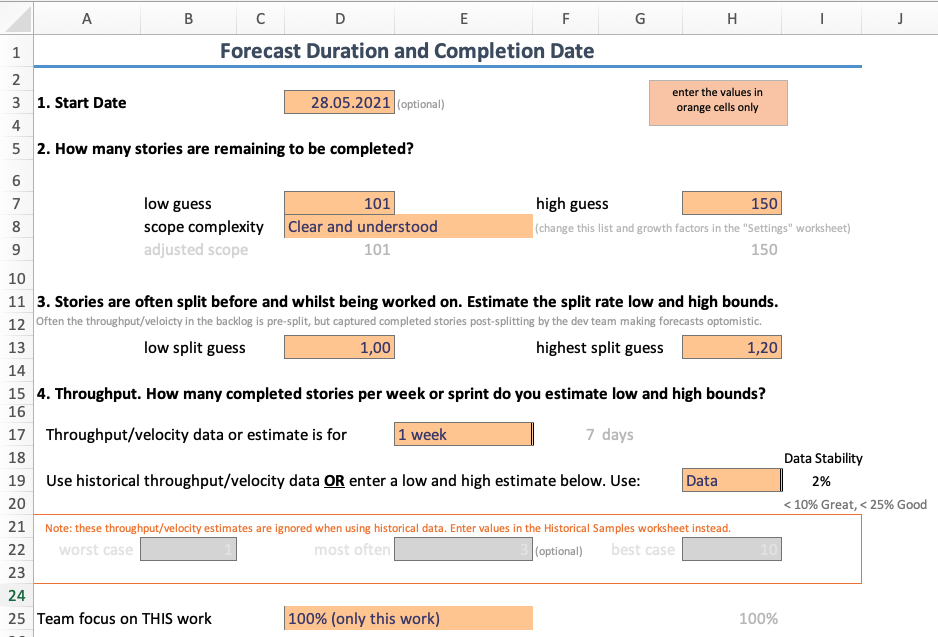 A B C D E F G H I J
1 Forecast Duration and Completion Date
2
3 1. Start Date 28.05.2021 (optional) enter the values in
orange cells only
4
5 2. How many stories are remaining to be completed?
6
7 low guess 101 high guess 150
8 scope complexity Clear and understood (change this list and growth factors in the "Settings" worksheet)
9 adjusted scope 101 150
10
11 3. Stories are often split before and whilst being worked on. Estimate the split rate low and high bounds.
12 Often the throughput/veloicty in the backlog is pre-split, but captured completed stories post-splitting by the dev team making forecasts optomistic.
13 low split guess 1,00 highest split guess 1,20
14
15 4. Throughput. How many completed stories per week or sprint do you estimate low and high bounds?
16
17 Throughput/velocity data or estimate is for 1 week 7 days
18 Data Stability
19 Use historical throughput/velocity data OR enter a low and high estimate below. Use: Data 2%
20 < 10% Great, < 25% Good
21 Note: these throughput/velocity estimates are ignored when using historical data. Enter values in the Historical Samples worksheet instead.
22 worst case 1 most often 3 (optional) best case 10
23
24
25 Team focus on THIS work 100% (only this work) 100%